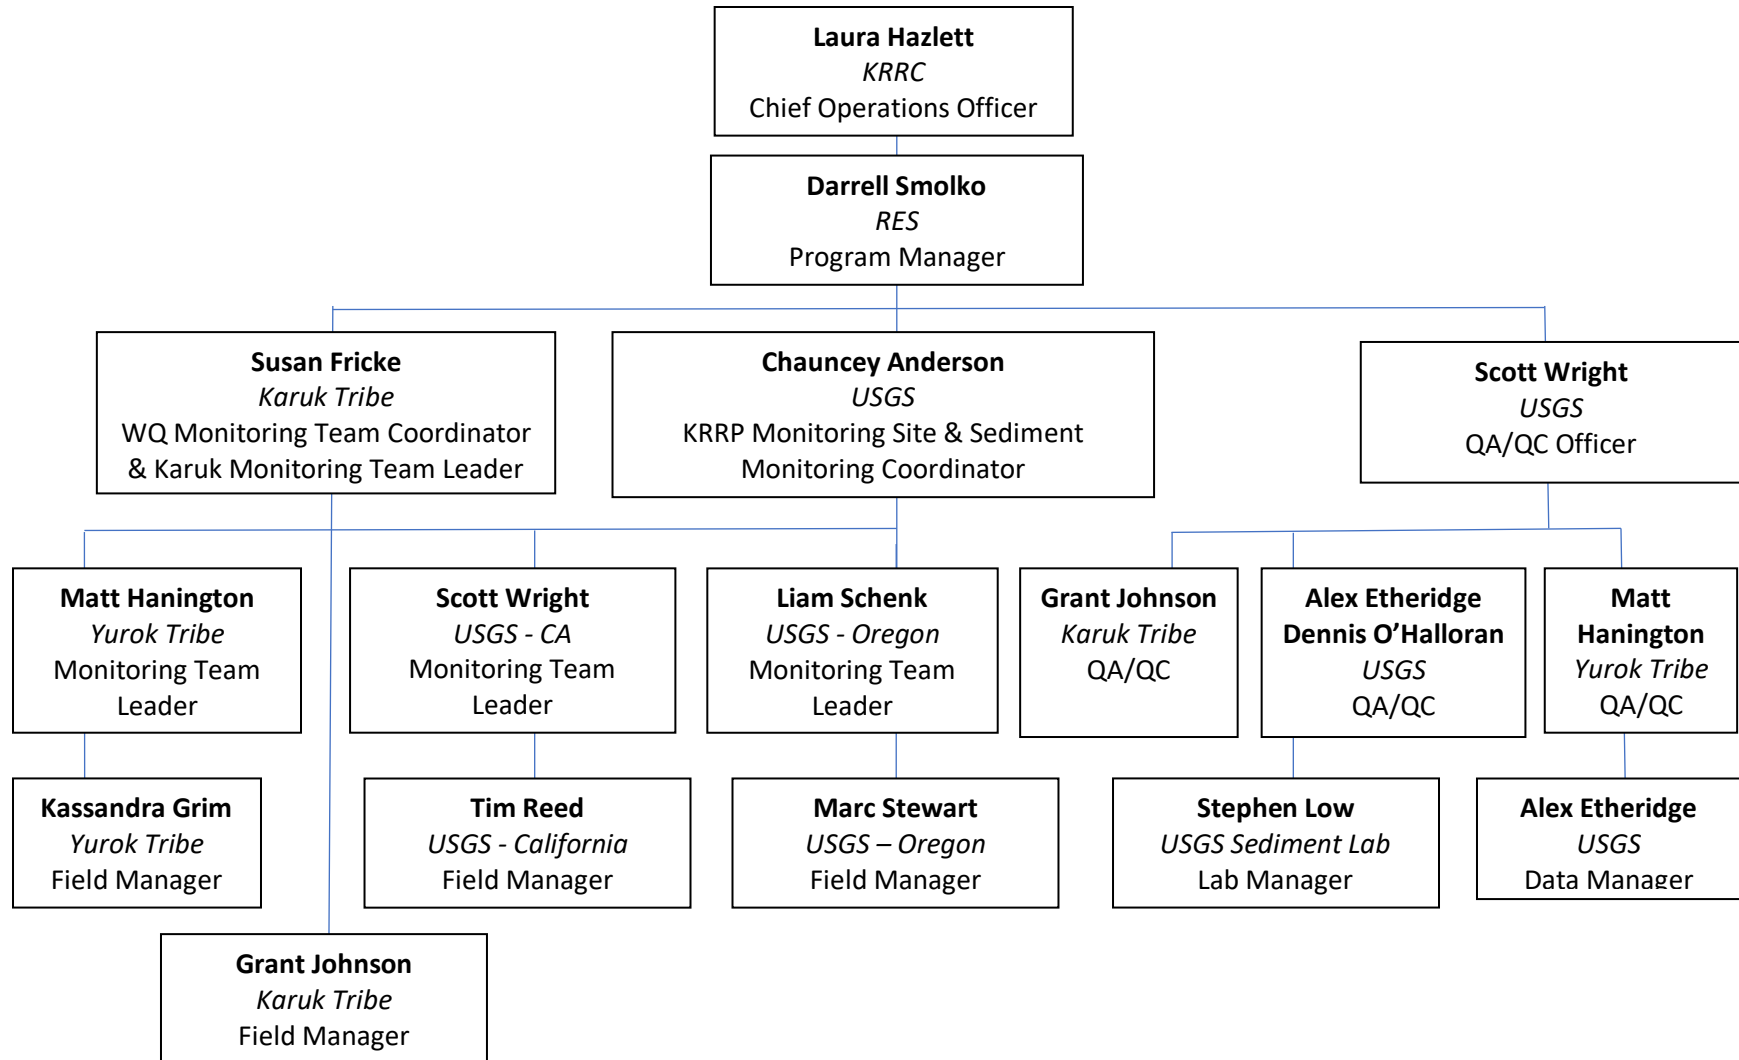 Laura Hazlett
KRRC
Chief Operations Officer
Darrell Smolko
RES
Program Manager
Susan Fricke
Karuk Tribe
WQ Monitoring Team Coordinator
& Karuk Monitoring Team Leader
Chauncey Anderson
USGS
KRRP Monitoring Site & Sediment
Monitoring Coordinator
Scott Wright
USGS
QA/QC Officer
Matt Hanington
Yurok Tribe
Monitoring Team
Leader
Scott Wright
USGS - CA
Monitoring Team
Leader
Liam Schenk
USGS - Oregon
Monitoring Team
Leader
Grant Johnson
Karuk Tribe
QA/QC
Alex Etheridge
Dennis O’Halloran
USGS
QA/QC
Matt
Hanington
Yurok Tribe
QA/QC
Kassandra Grim
Yurok Tribe
Field Manager
Tim Reed
USGS - California
Field Manager
Marc Stewart
USGS – Oregon
Field Manager
Stephen Low
USGS Sediment Lab
Lab Manager
Alex Etheridge
USGS
Data Manager
Grant Johnson
Karuk Tribe
Field Manager